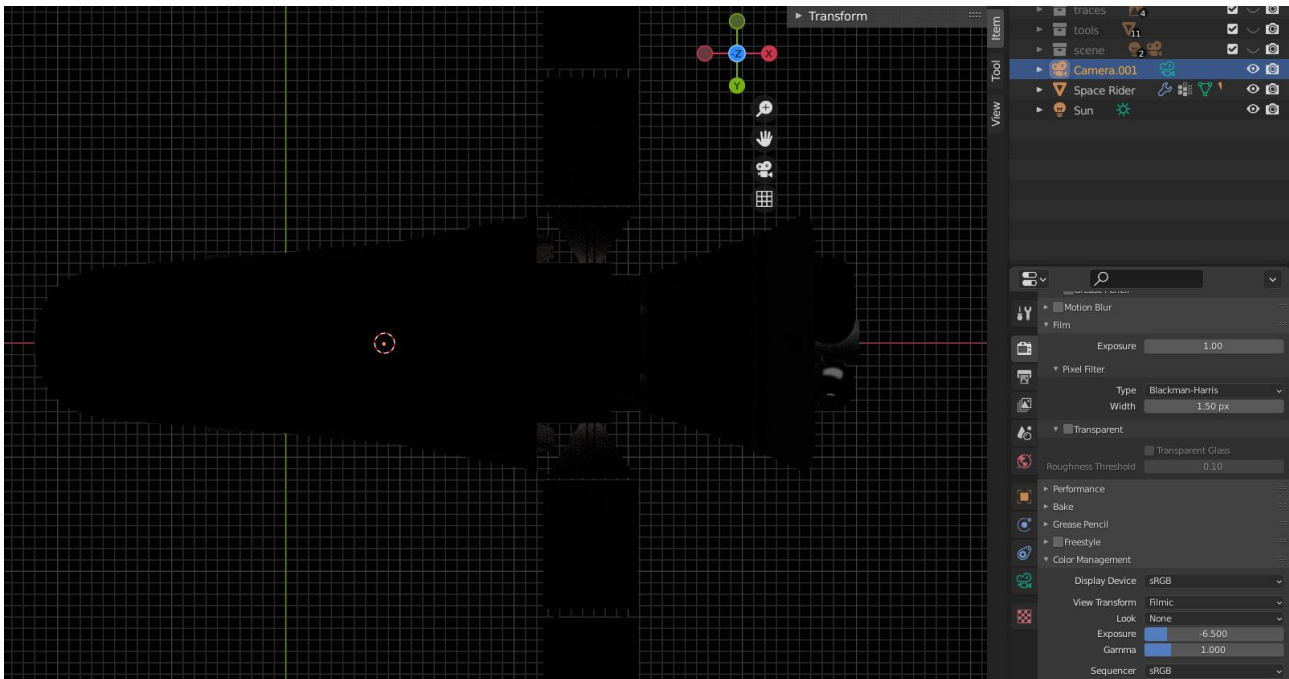 Transform
Item
Tool
View
-Z
X
Y
traces
4
tools
11
scene
2
Camera.001
Space Rider
Sun
Motion Blur
Film
Exposure 1.00
Pixel Filter
Type Blackman-Harris
Width 1.50 px
Transparent
Transparent Glass
Roughness Threshold 0.10
Performance
Bake
Grease Pencil
Freestyle
Color Management
Display Device sRGB
View Transform Filmic
Look None
Exposure -6.500
Gamma 1.000
Sequencer sRGB